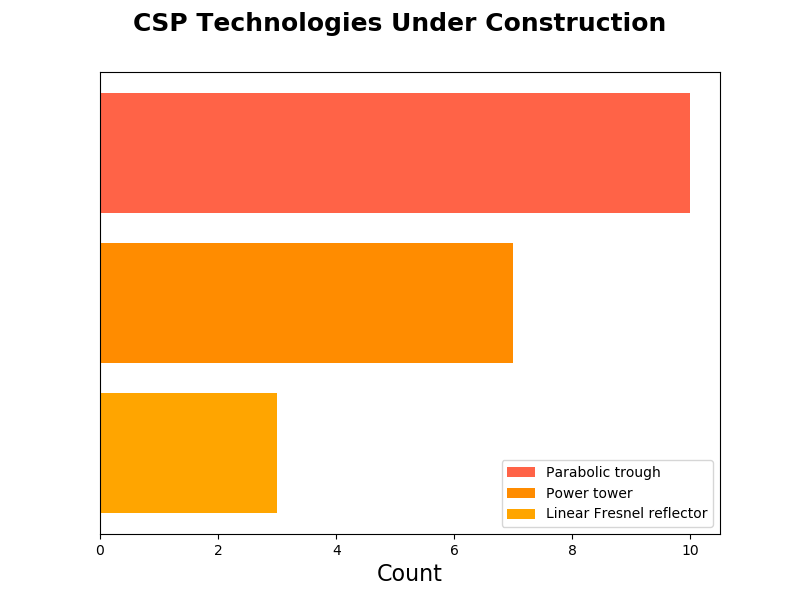 CSP Technologies Under Construction
Parabolic trough
Power tower
Linear Fresnel reflector
0 2 4 6 8 10
Count